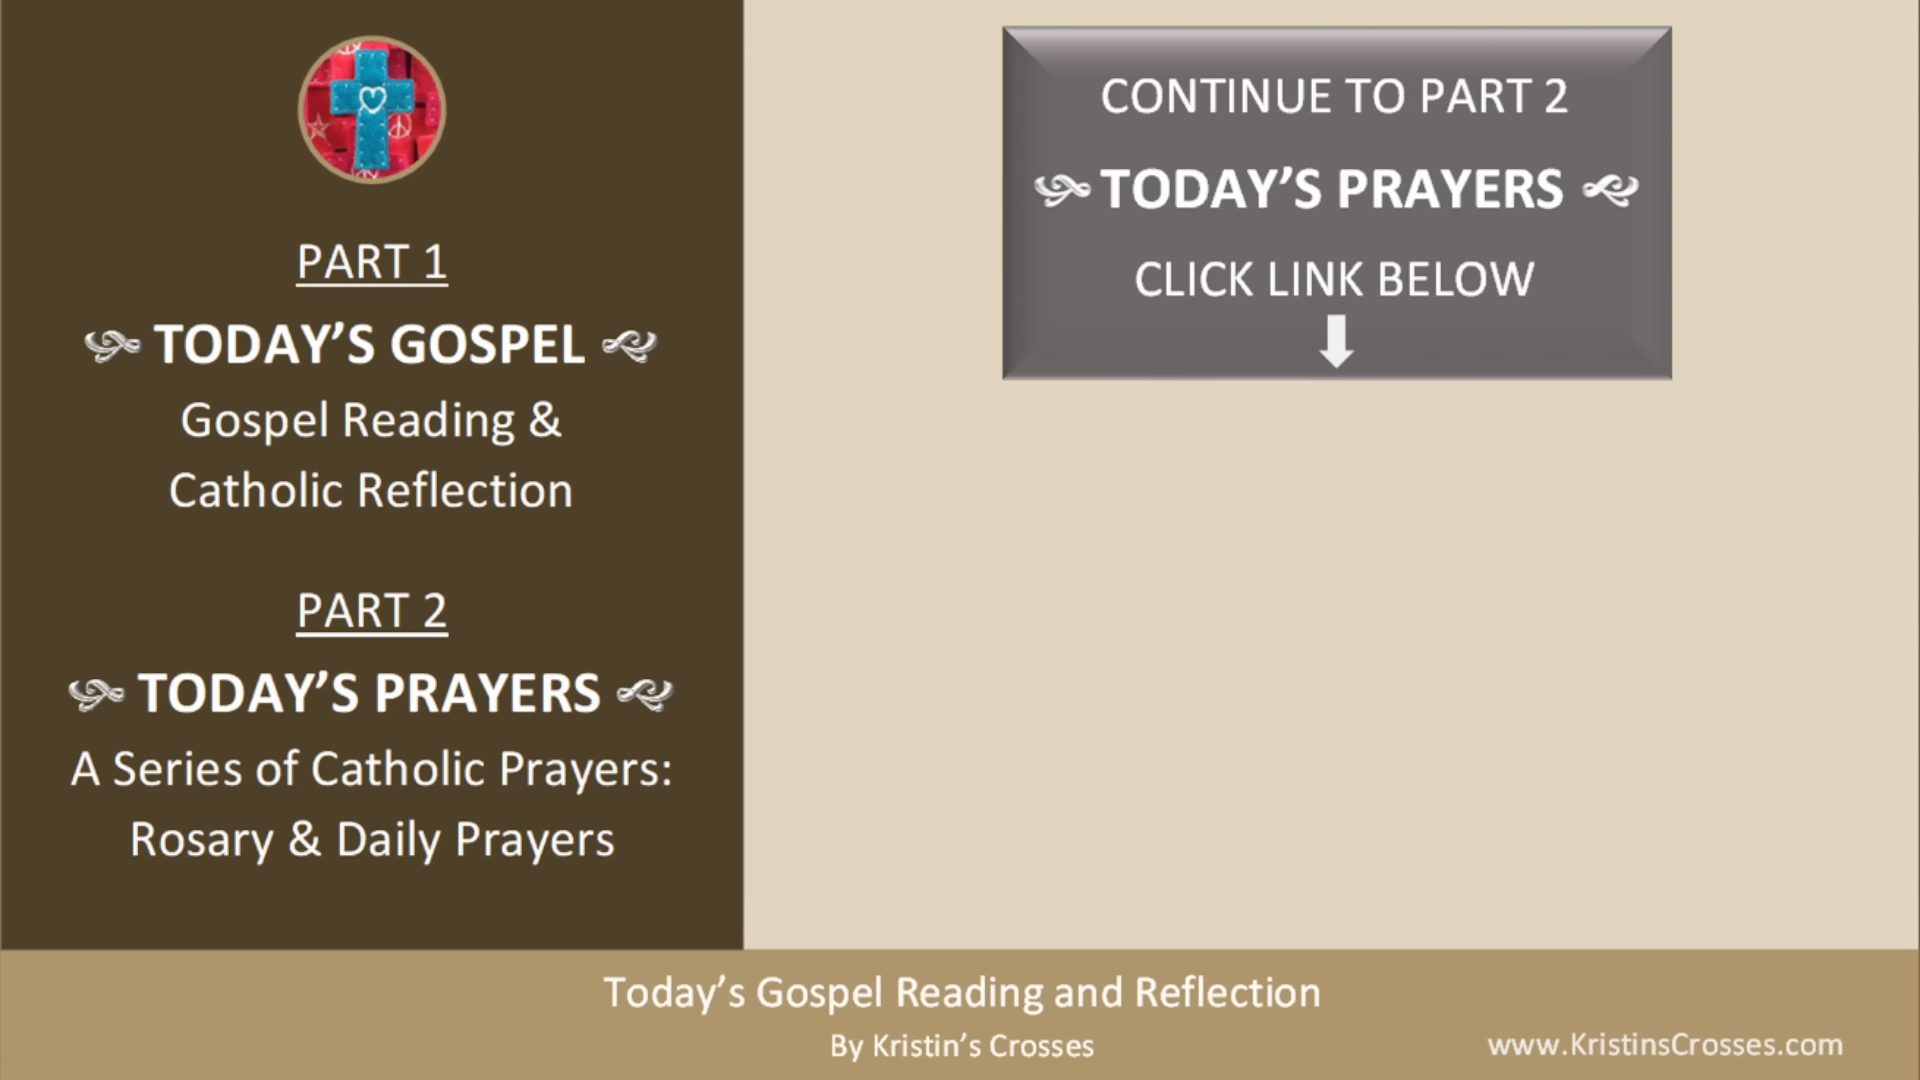 PART 1
TODAY’S GOSPEL
Gospel Reading &
Catholic Reflection
PART 2
TODAY’S PRAYERS
A Series of Catholic Prayers:
Rosary & Daily Prayers
CONTINUE TO PART 2
TODAY’S PRAYERS
CLICK LINK BELOW
Today’s Gospel Reading and Reflection
By Kristin’s Crosses
www.KristinsCrosses.com